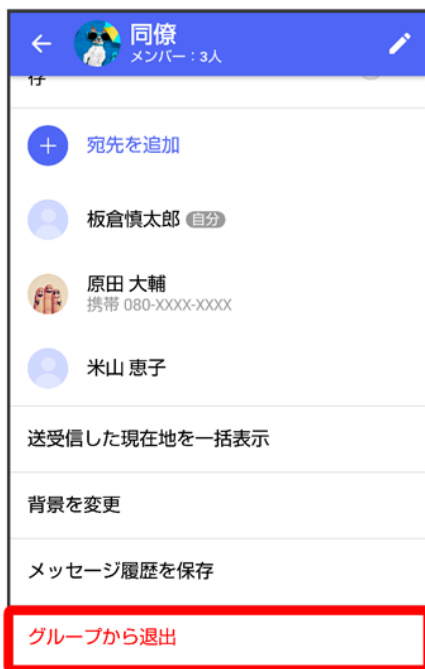 同僚
メンバー：3人
存
宛先を追加
板倉慎太郎 自分
原田 大輔
携帯 080-XXXX-XXXX
米山 恵子
送受信した現在地を一括表示
背景を変更
メッセージ履歴を保存
グループから退出